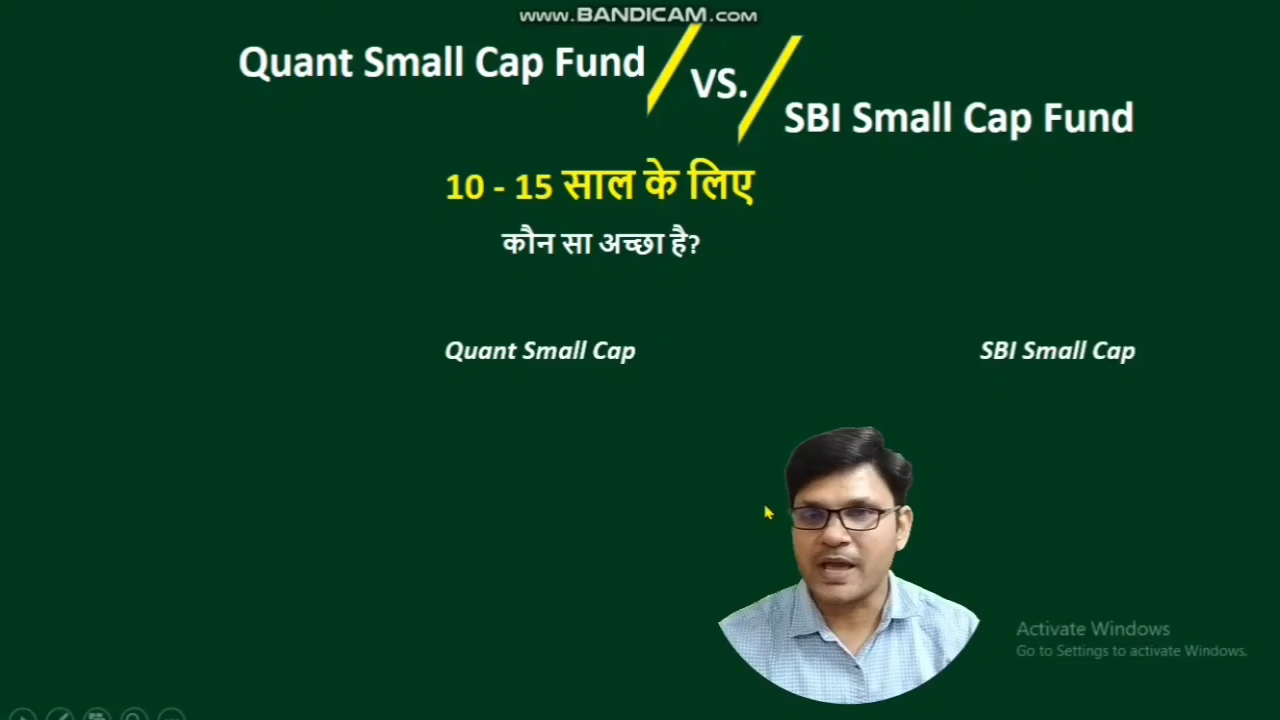 www.BANDICAM.com
Quant Small Cap Fund
VS.
SBI Small Cap Fund
10 - 15 साल के लिए
कौन सा अच्छा है?
Quant Small Cap
SBI Small Cap
Activate Windows
Go to Settings to activate Windows.